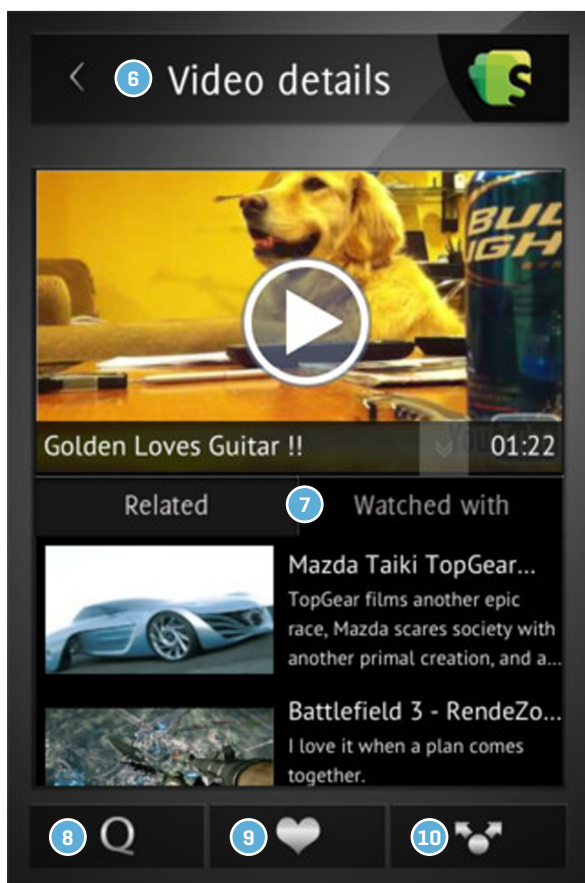 6 Video details
S
BUD
IGH
Golden Loves Guitar !! 01:22
Related 7 Watched with
Mazda Taiki TopGear...
TopGear films another epic
race, Mazda scares society with
another primal creation, and a...
Battlefield 3 - RendeZo...
I love it when a plan comes
together.
8 Q 9 10